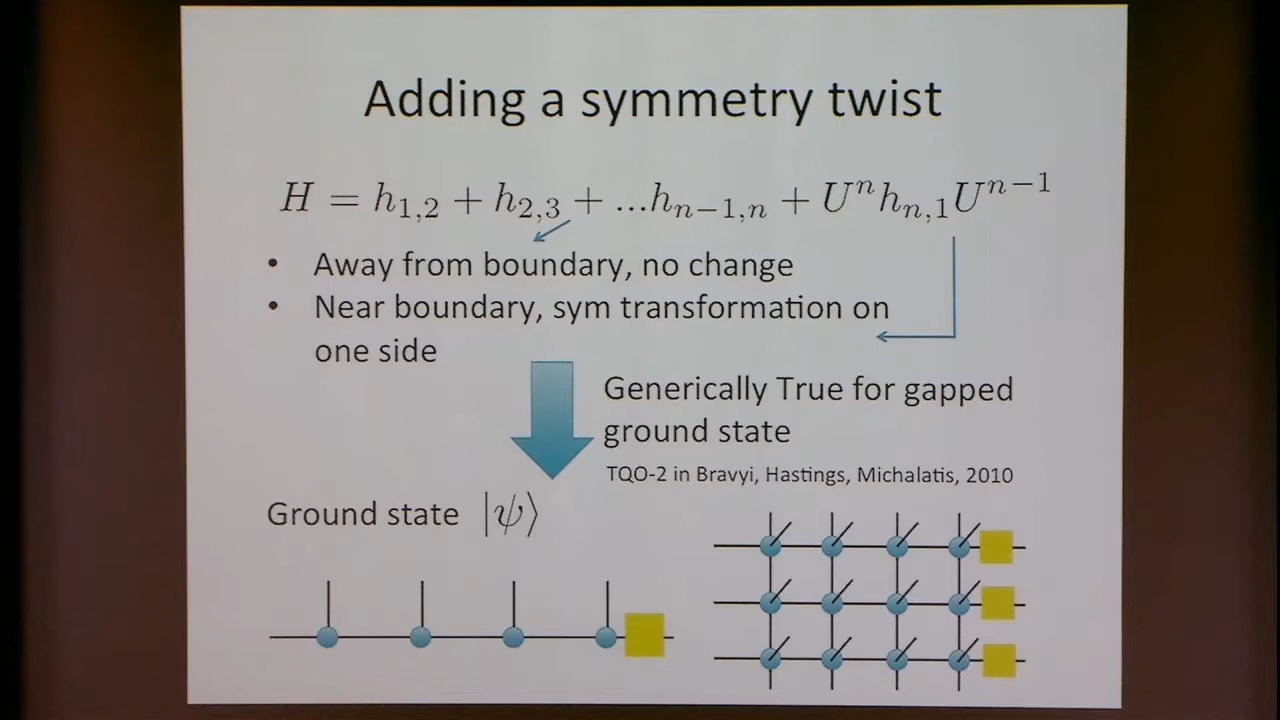 Adding a symmetry twist
H = h_{1,2} + h_{2,3} + ...h_{n-1,n} + U^n h_{n,1} U^{n-1}
• Away from boundary, no change
• Near boundary, sym transformation on
one side
Generically True for gapped
ground state
TQO-2 in Bravyi, Hastings, Michalatis, 2010
Ground state |ψ⟩